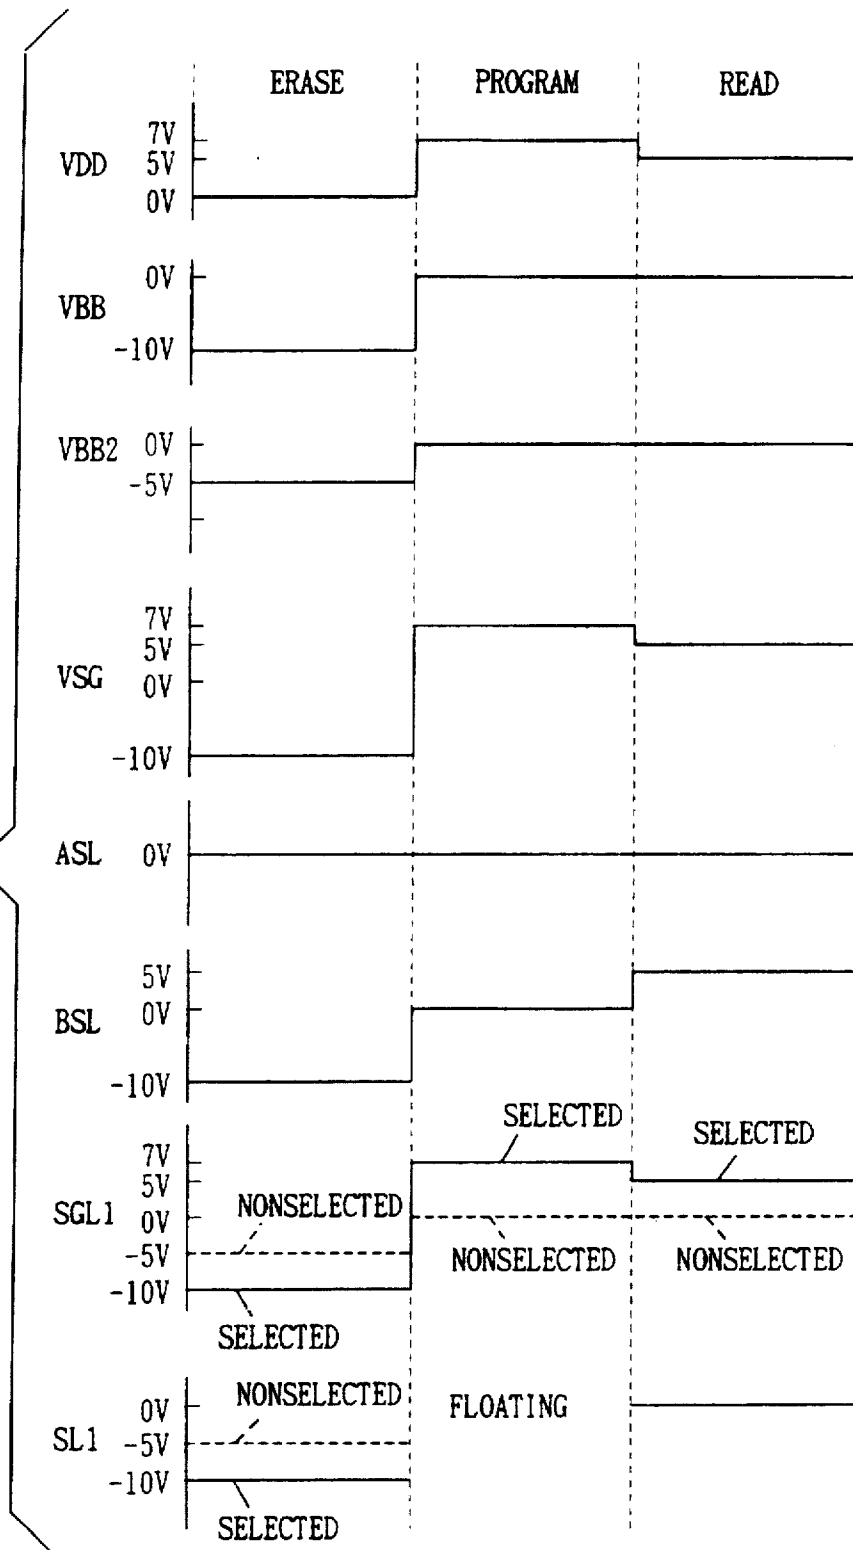 ERASE PROGRAM READ
VDD
7V
5V
0V
VBB
0V
-10V
VBB2
0V
-5V
VSG
7V
5V
0V
-10V
ASL
0V
BSL
5V
0V
-10V
SGL1
7V
5V
0V
-5V
-10V
SELECTED
SELECTED
NONSELECTED
NONSELECTED
NONSELECTED
SELECTED
SL1
0V
-5V
-10V
NONSELECTED
FLOATING
SELECTED